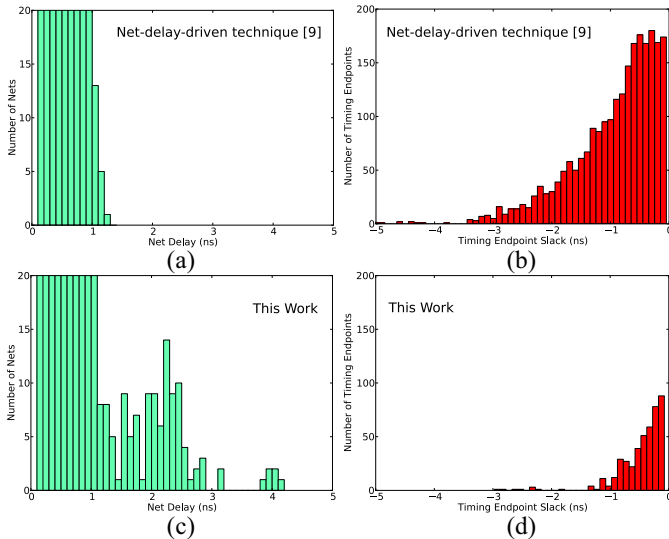 Net-delay-driven technique [9]
Number of Nets
20
15
10
5
0
0 1 2 3 4 5
Net Delay (ns)
(a)
Net-delay-driven technique [9]
Number of Timing Endpoints
200
150
100
50
0
−5 −4 −3 −2 −1 0
Timing Endpoint Slack (ns)
(b)
This Work
Number of Nets
20
15
10
5
0
0 1 2 3 4 5
Net Delay (ns)
(c)
This Work
Number of Timing Endpoints
200
150
100
50
0
−5 −4 −3 −2 −1 0
Timing Endpoint Slack (ns)
(d)